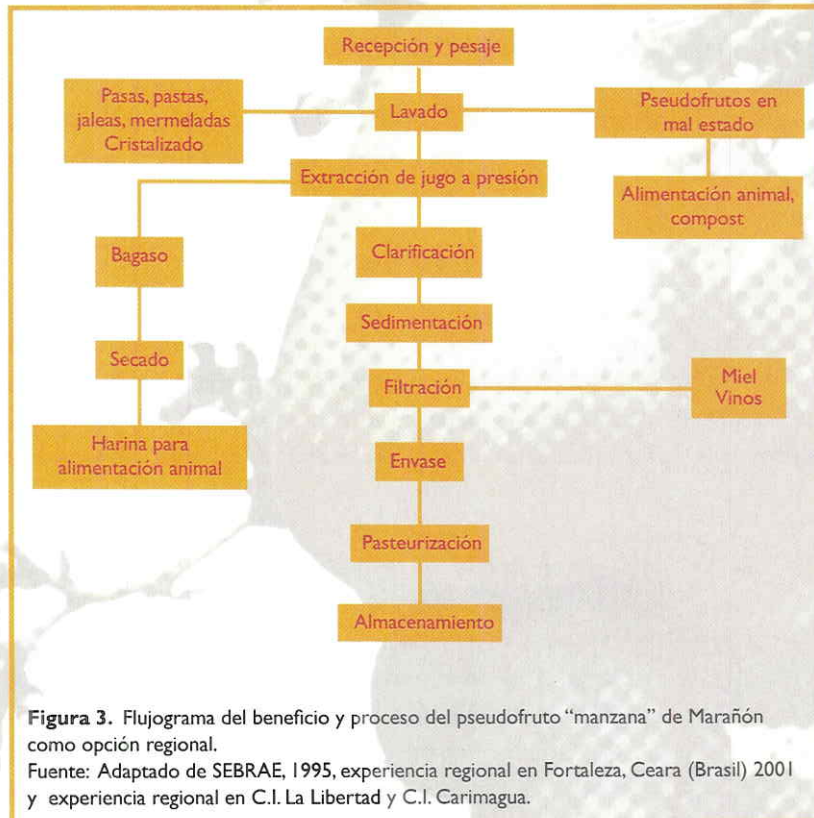 Recepción y pesaje
Pasas, pastas,
jaleas, mermeladas
Cristalizado
Lavado
Pseudofrutos en
mal estado
Extracción de jugo a presión
Alimentación animal,
compost
Bagaso
Clarificación
Sedimentación
Secado
Filtración
Miel
Vinos
Harina para
alimentación animal
Envase
Pasteurización
Almacenamiento
Figura 3. Flujograma del beneficio y proceso del pseudofruto “manzana” de Marañón
como opción regional.
Fuente: Adaptado de SEBRAE, 1995, experiencia regional en Fortaleza, Ceara (Brasil) 2001
y experiencia regional en C.I. La Libertad y C.I. Carimagua.